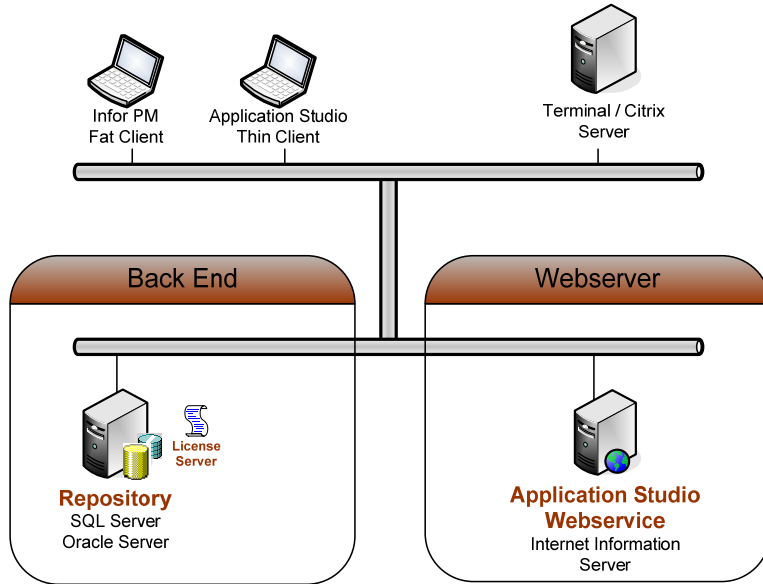 Infor PM
Fat Client
Application Studio
Thin Client
Terminal / Citrix
Server
Back End
Webserver
License
Server
Repository
SQL Server
Oracle Server
Application Studio
Webservice
Internet Information
Server